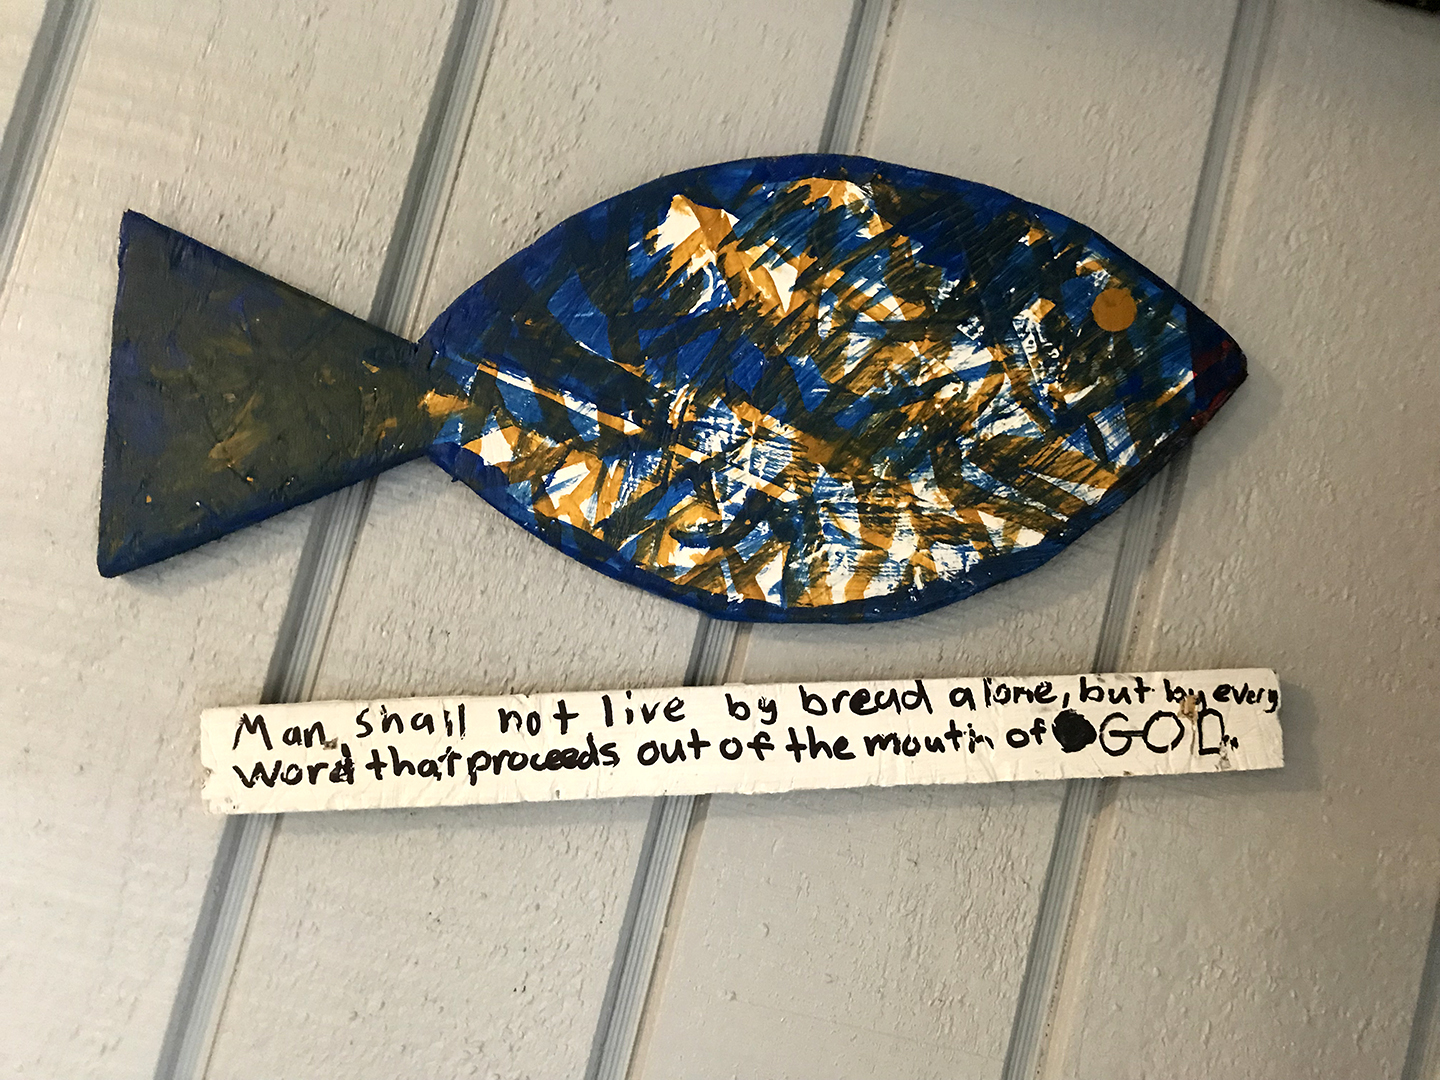 Man shall not live by bread alone, but by every
word that proceeds out of the mouth of GOD..